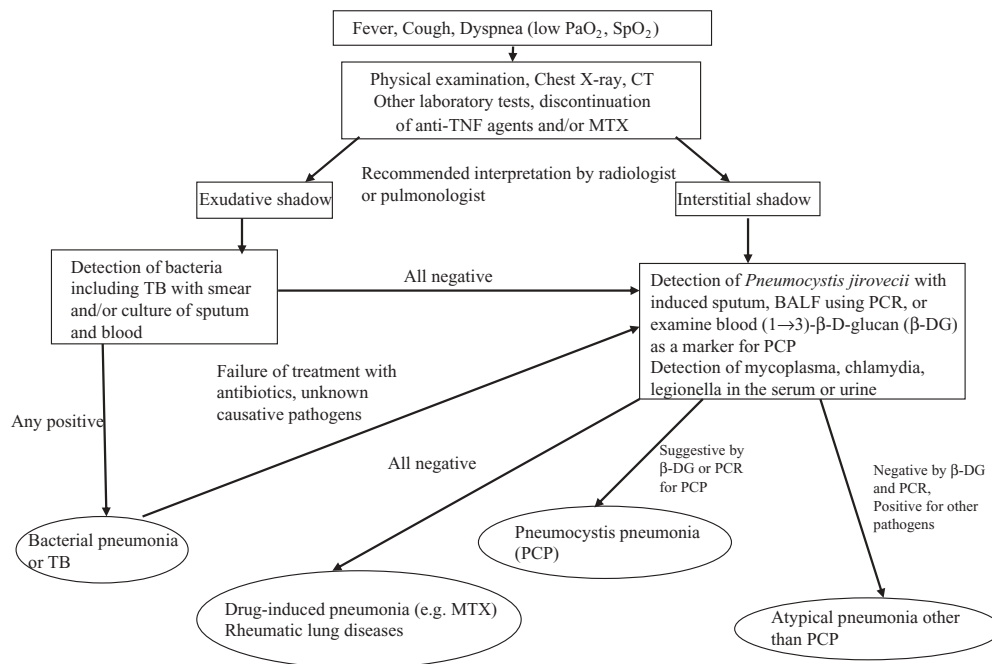 Fever, Cough, Dyspnea (low PaO₂, SpO₂)
Physical examination, Chest X-ray, CT
Other laboratory tests, discontination
of anti-TNF agents and/or MTX
Recommended interpretation by radiologist
or pulmonologist
Exudative shadow
Interstitial shadow
Detection of bacteria
including TB with smear
and/or culture of sputum
and blood
All negative
Detection of Pneumocystis jirovecii with
induced sputum, BALF using PCR, or
examine blood (1→3)-β-D-glucan (β-DG)
as a marker for PCP
Detection of mycoplasma, chlamydia,
legionella in the serum or urine
Failure of treatment with
antibiotics, unknown
causative pathogens
Any positive
All negative
Suggestive by
β-DG or PCR
for PCP
Negative by β-DG
and PCR,
Positive for other
pathogens
Bacterial pneumonia
or TB
Pneumocystis pneumonia
(PCP)
Drug-induced pneumonia (e.g. MTX)
Rheumatic lung diseases
Atypical pneumonia other
than PCP